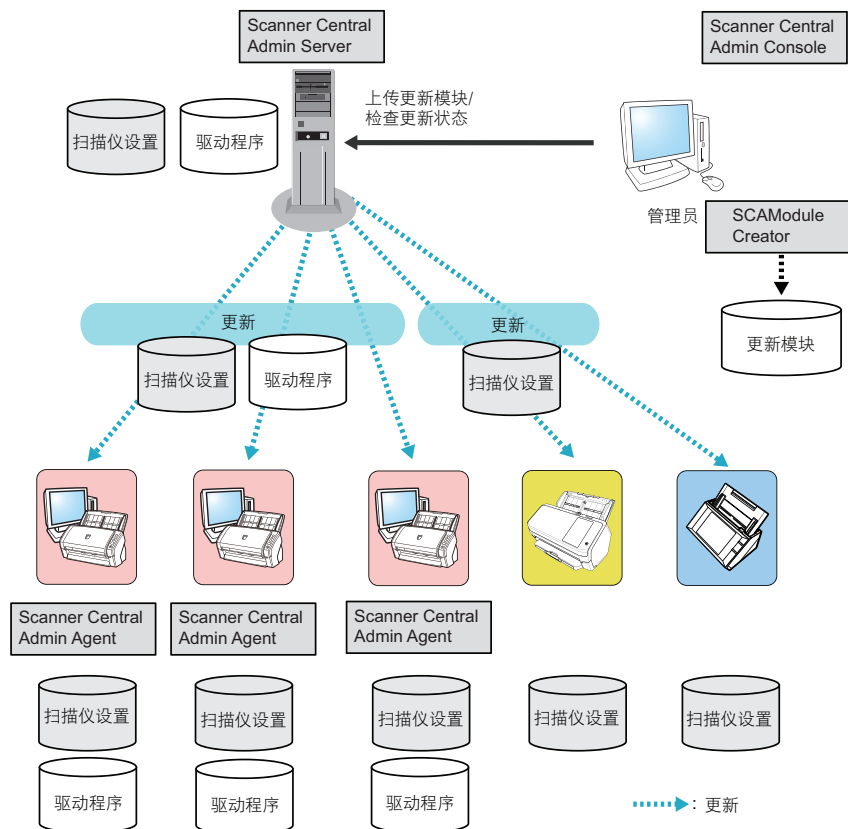 Scanner Central
Admin Server
Scanner Central
Admin Console
上传更新模块/
检查更新状态
扫描仪设置
驱动程序
管理员
SCAModule
Creator
更新
更新
更新模块
扫描仪设置
驱动程序
扫描仪设置
Scanner Central
Admin Agent
Scanner Central
Admin Agent
Scanner Central
Admin Agent
扫描仪设置
扫描仪设置
扫描仪设置
扫描仪设置
扫描仪设置
驱动程序
驱动程序
驱动程序
：更新